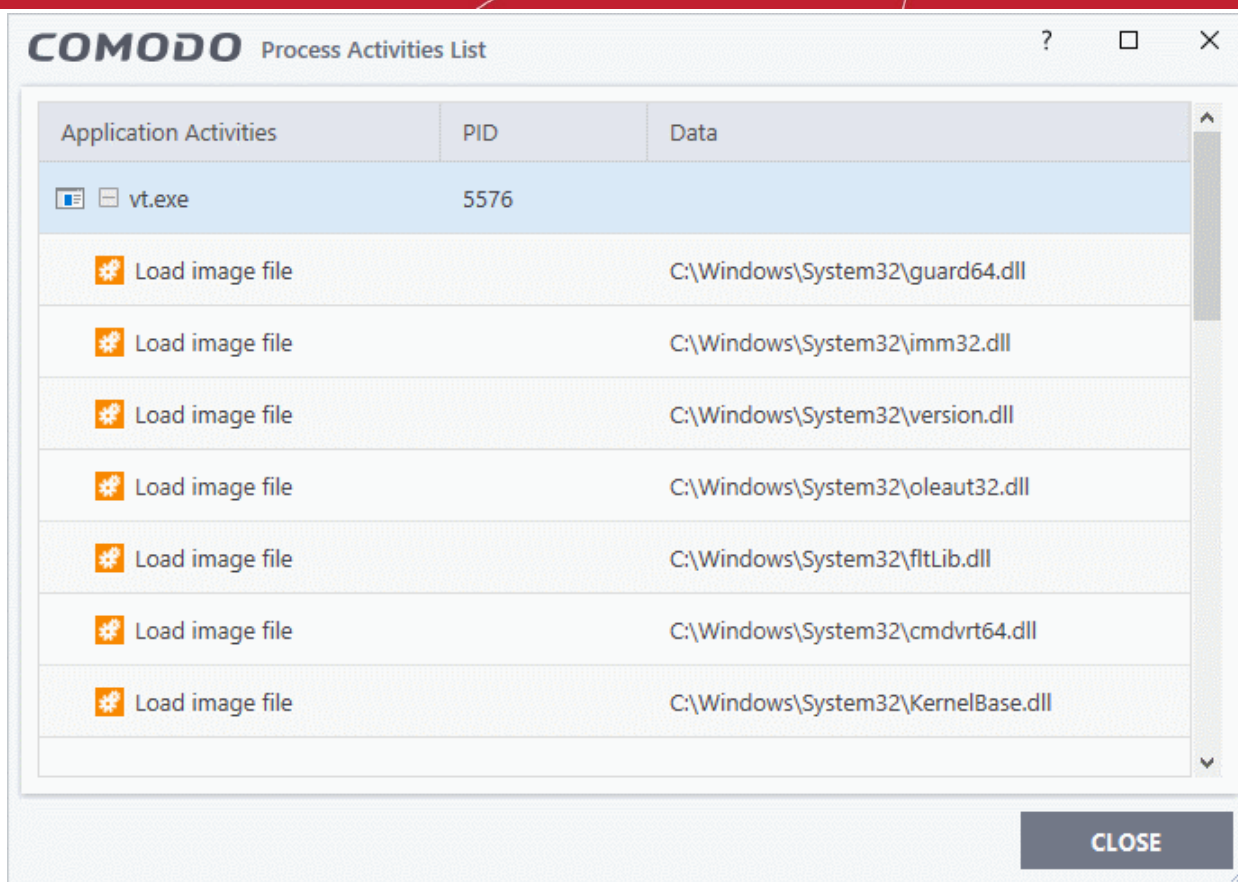 COMODO Process Activities List ?
Application Activities PID Data
vt.exe 5576
Load image file C:\Windows\System32\guard64.dll
Load image file C:\Windows\System32\imm32.dll
Load image file C:\Windows\System32\version.dll
Load image file C:\Windows\System32\oleaut32.dll
Load image file C:\Windows\System32\fltLib.dll
Load image file C:\Windows\System32\cmdvrt64.dll
Load image file C:\Windows\System32\KernelBase.dll
CLOSE